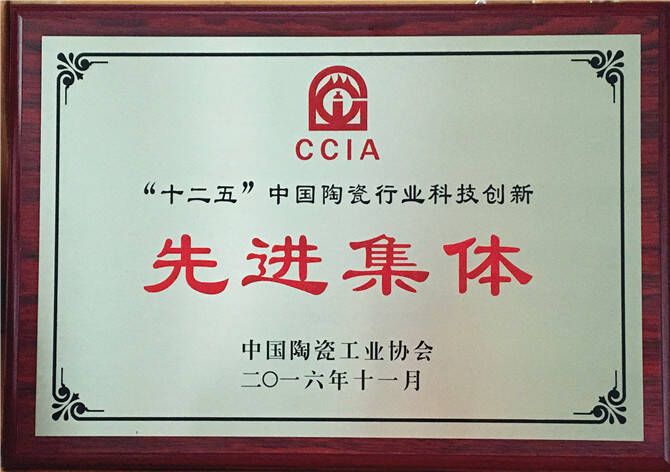 CCIA
“十二五”中国陶瓷行业科技创新
先进集体
中国陶瓷工业协会
二〇一六年十一月